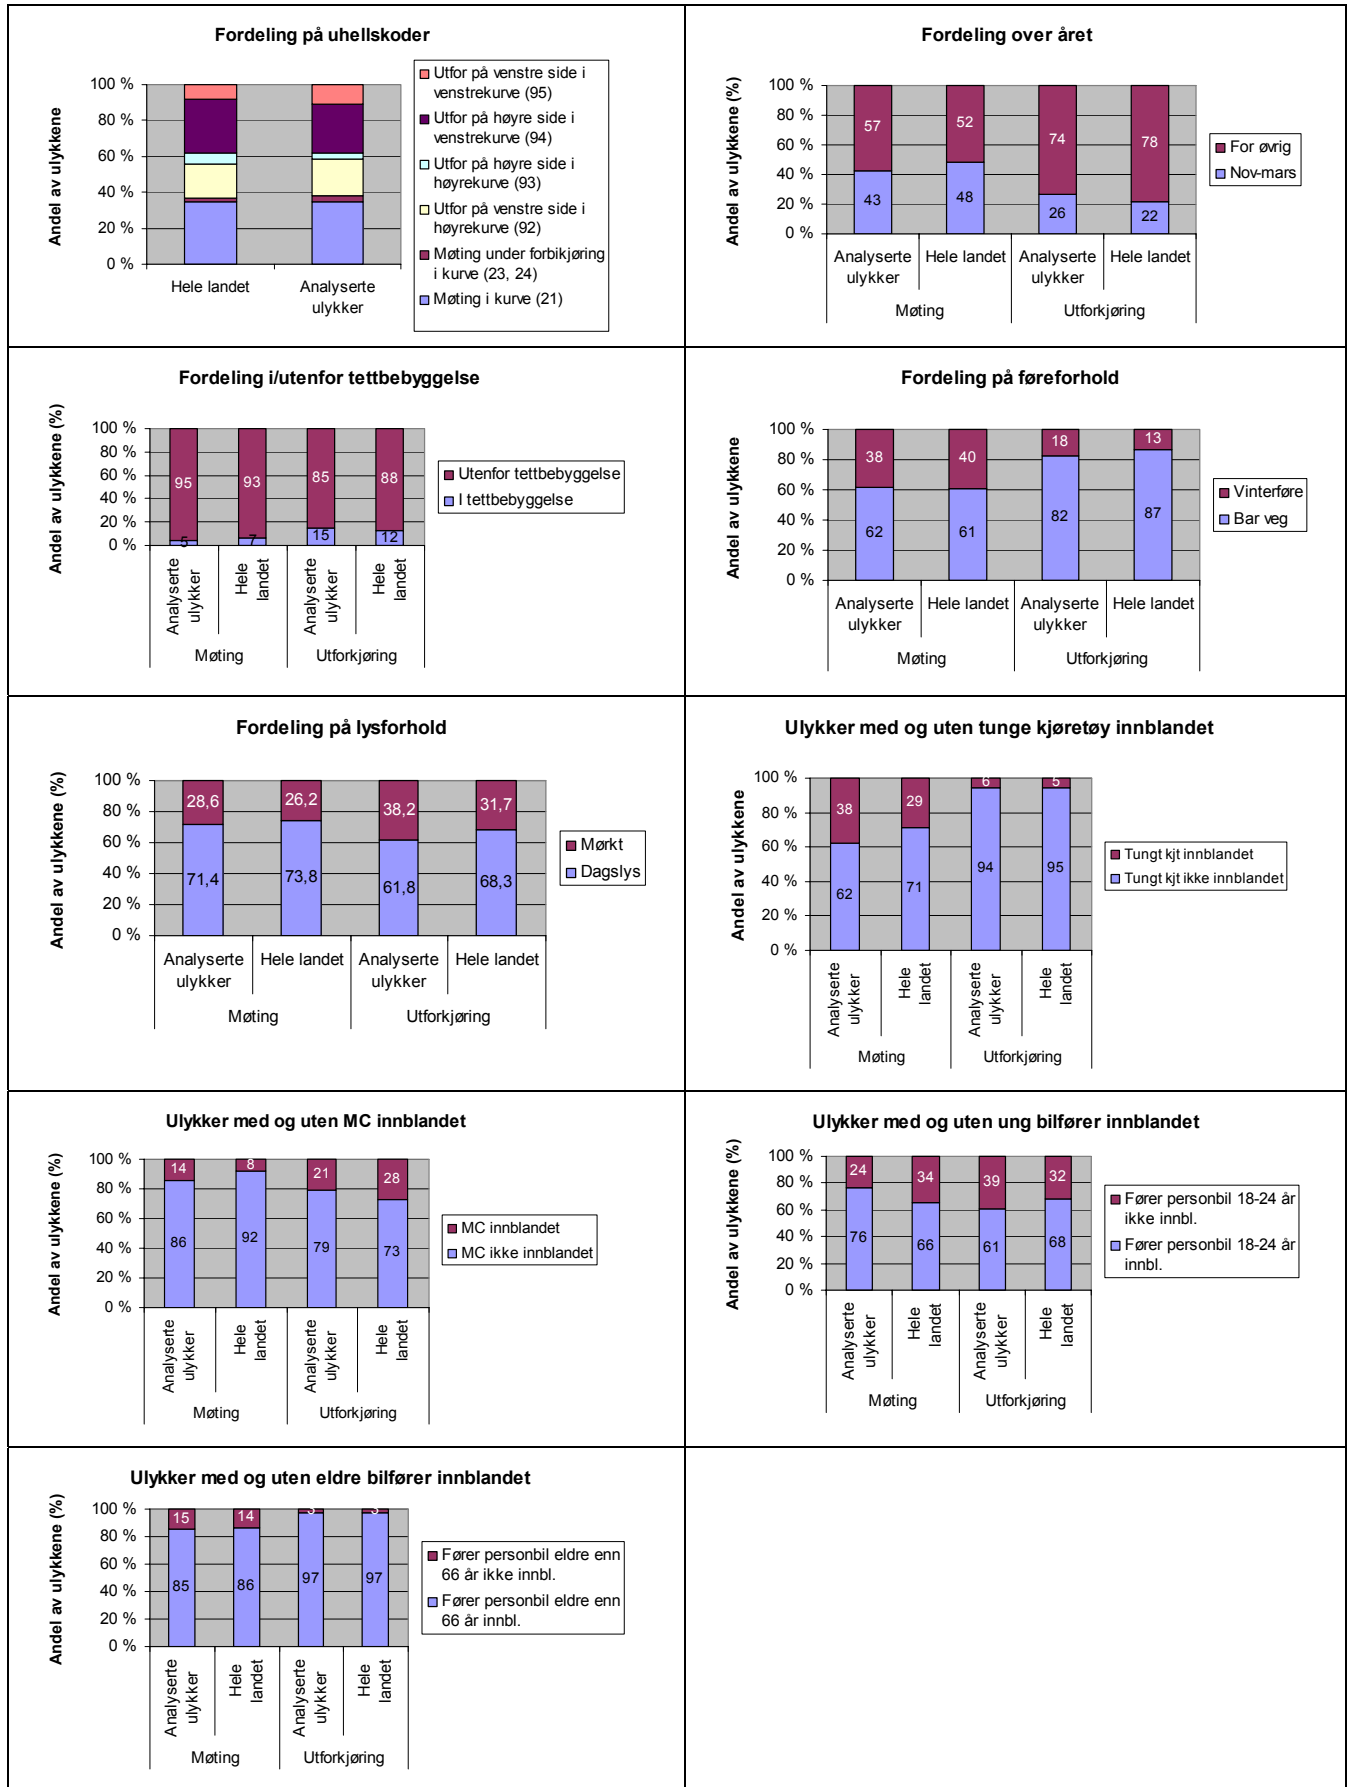 Fordeling på uhellskoder
Andel av ulykkene
100 %
80 %
60 %
40 %
20 %
0 %
Hele landet
Analyserte
ulykker
Utfor på venstre side i
venstrekurve (95)
Utfor på høyre side i
venstrekurve (94)
Utfor på høyre side i
høyrekurve (93)
Utfor på venstre side i
høyrekurve (92)
Møting under forbikjøring
i kurve (23, 24)
Møting i kurve (21)
Fordeling over året
Andel av ulykkene (%)
100 %
80 %
60 %
40 %
20 %
0 %
57 52 74 78
43 48 26 22
Analyserte
ulykker
Hele landet
Analyserte
ulykker
Hele landet
Møting
Utforkjøring
For øvrig
Nov-mars
Fordeling i/utenfor tettbebyggelse
Andel av ulykkene (%)
100 %
80 %
60 %
40 %
20 %
0 %
95 93 85 88
5 7 15 12
Analyserte
ulykker
Hele
landet
Analyserte
ulykker
Hele
landet
Møting
Utforkjøring
Utenfor tettbebyggelse
I tettbebyggelse
Fordeling på føreforhold
Andel av ulykkene
100 %
80 %
60 %
40 %
20 %
0 %
38 40 18 13
62 61 82 87
Analyserte
ulykker
Hele landet
Analyserte
ulykker
Hele landet
Møting
Utforkjøring
Vinterføre
Bar veg
Fordeling på lysforhold
Andel av ulykkene (%)
100 %
80 %
60 %
40 %
20 %
0 %
28,6 26,2 38,2 31,7
71,4 73,8 61,8 68,3
Analyserte
ulykker
Hele landet
Analyserte
ulykker
Hele landet
Møting
Utforkjøring
Mørkt
Dagslys
Ulykker med og uten tunge kjøretøy innblandet
Andel av ulykkene
100 %
80 %
60 %
40 %
20 %
0 %
38 29 6 5
62 71 94 95
Analyserte
ulykker
Hele
landet
Analyserte
ulykker
Hele
landet
Møting
Utforkjøring
Tungt kjt innblandet
Tungt kjt ikke innblandet
Ulykker med og uten MC innblandet
Andel av ulykkene (%)
100 %
80 %
60 %
40 %
20 %
0 %
14 8 21 28
86 92 79 73
Analyserte
ulykker
Hele
landet
Analyserte
ulykker
Hele
landet
Møting
Utforkjøring
MC innblandet
MC ikke innblandet
Ulykker med og uten ung bilfører innblandet
Andel av ulykkene (%)
100 %
80 %
60 %
40 %
20 %
0 %
24 34 39 32
76 66 61 68
Analyserte
ulykker
Hele
landet
Analyserte
ulykker
Hele
landet
Møting
Utforkjøring
Fører personbil 18-24 år
ikke innbl.
Fører personbil 18-24 år
innbl.
Ulykker med og uten eldre bilfører innblandet
Andel av ulykkene (%)
100 %
80 %
60 %
40 %
20 %
0 %
15 14 3 3
85 86 97 97
Analyserte
ulykker
Hele
landet
Analyserte
ulykker
Hele
landet
Møting
Utforkjøring
Fører personbil eldre enn
66 år ikke innbl.
Fører personbil eldre enn
66 år innbl.